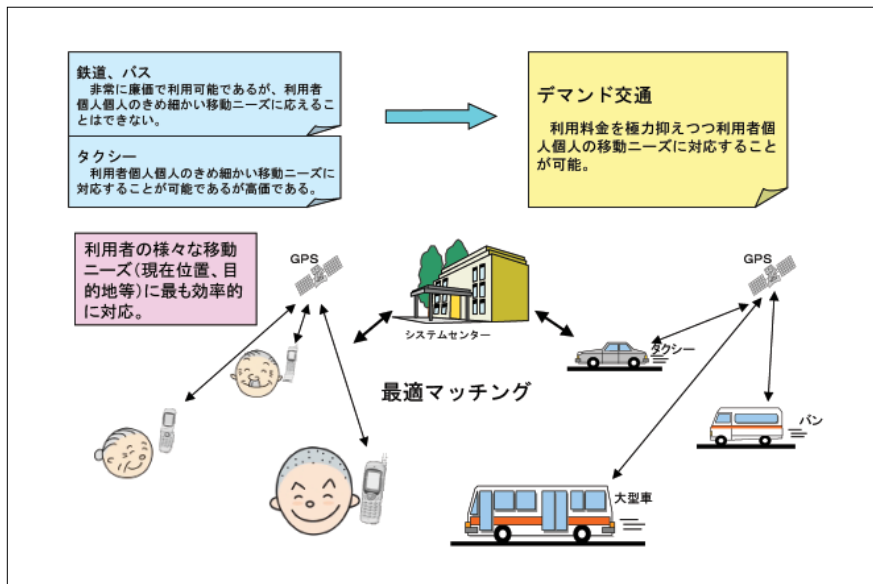 鉄道、バス
非常に廉価で利用可能であるが、利用者
個人個人のきめ細かい移動ニーズに応えるこ
とはできない。
タクシー
利用者個人個人のきめ細かい移動ニーズに
対応することが可能であるが高価である。
デマンド交通
利用料金を極力抑えつつ利用者個
人個人の移動ニーズに対応すること
が可能。
利用者の様々な移動
ニーズ(現在位置、目
的地等)に最も効率的
に対応。
GPS
システムセンター
GPS
タクシー
最適マッチング
バン
大型車